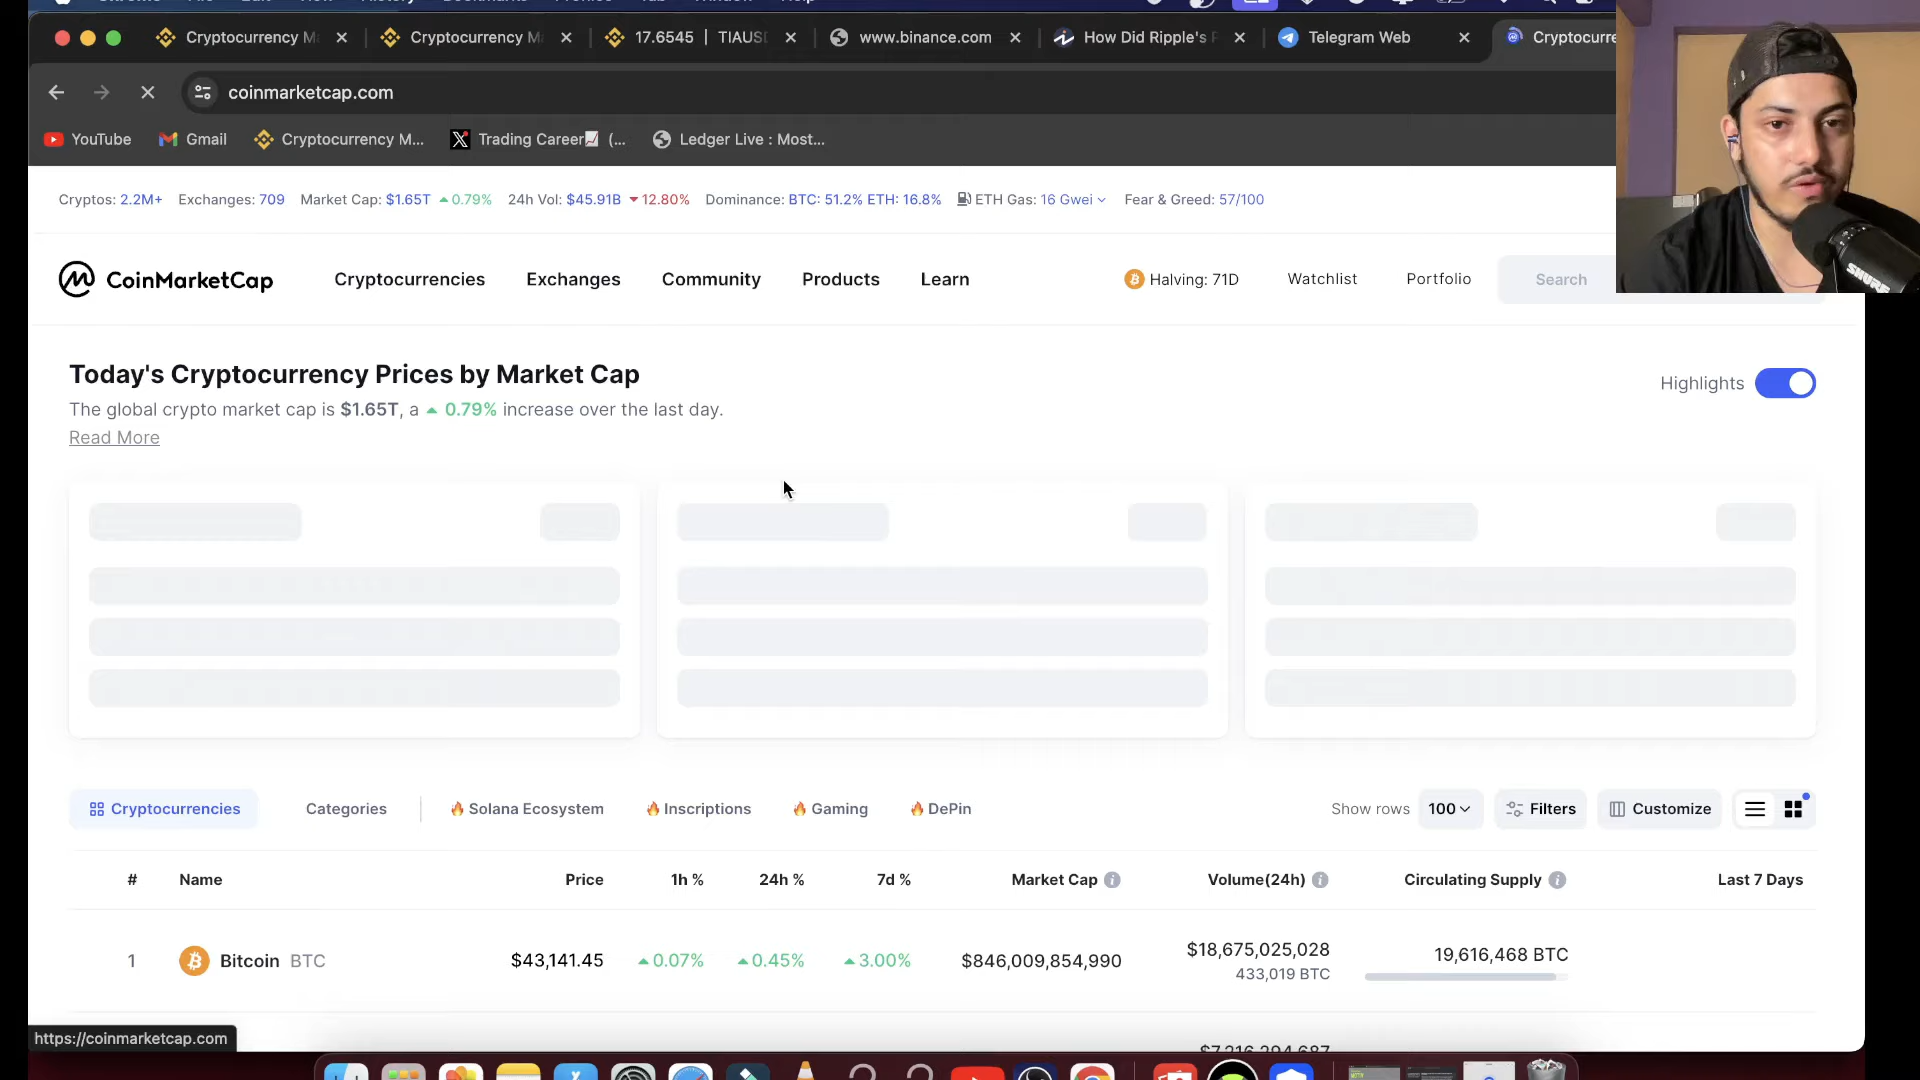 Cryptocurrency M
Cryptocurrency M
17.6545 | TIAUS
www.binance.com
How Did Ripple's
Telegram Web
Cryptocurre
coinmarketcap.com
YouTube
Gmail
Cryptocurrency M...
Trading Career📈 (...
Ledger Live : Most...
Cryptos: 2.2M+ Exchanges: 709 Market Cap: $1.65T 0.79% 24h Vol: $45.91B 12.80% Dominance: BTC: 51.2% ETH: 16.8% ETH Gas: 16 Gwei Fear & Greed: 57/100
CoinMarketCap
Cryptocurrencies Exchanges Community Products Learn
Halving: 71D Watchlist Portfolio Search
SHURE
Today's Cryptocurrency Prices by Market Cap
Highlights
The global crypto market cap is $1.65T, a 0.79% increase over the last day.
Read More
Cryptocurrencies Categories 🔥 Solana Ecosystem 🔥 Inscriptions 🔥 Gaming 🔥 DePin
Show rows 100 Filters Customize
# Name Price 1h % 24h % 7d % Market Cap Volume(24h) Circulating Supply Last 7 Days
1 Bitcoin BTC $43,141.45 0.07% 0.45% 3.00% $846,009,854,990 $18,675,025,028 19,616,468 BTC
433,019 BTC
https://coinmarketcap.com